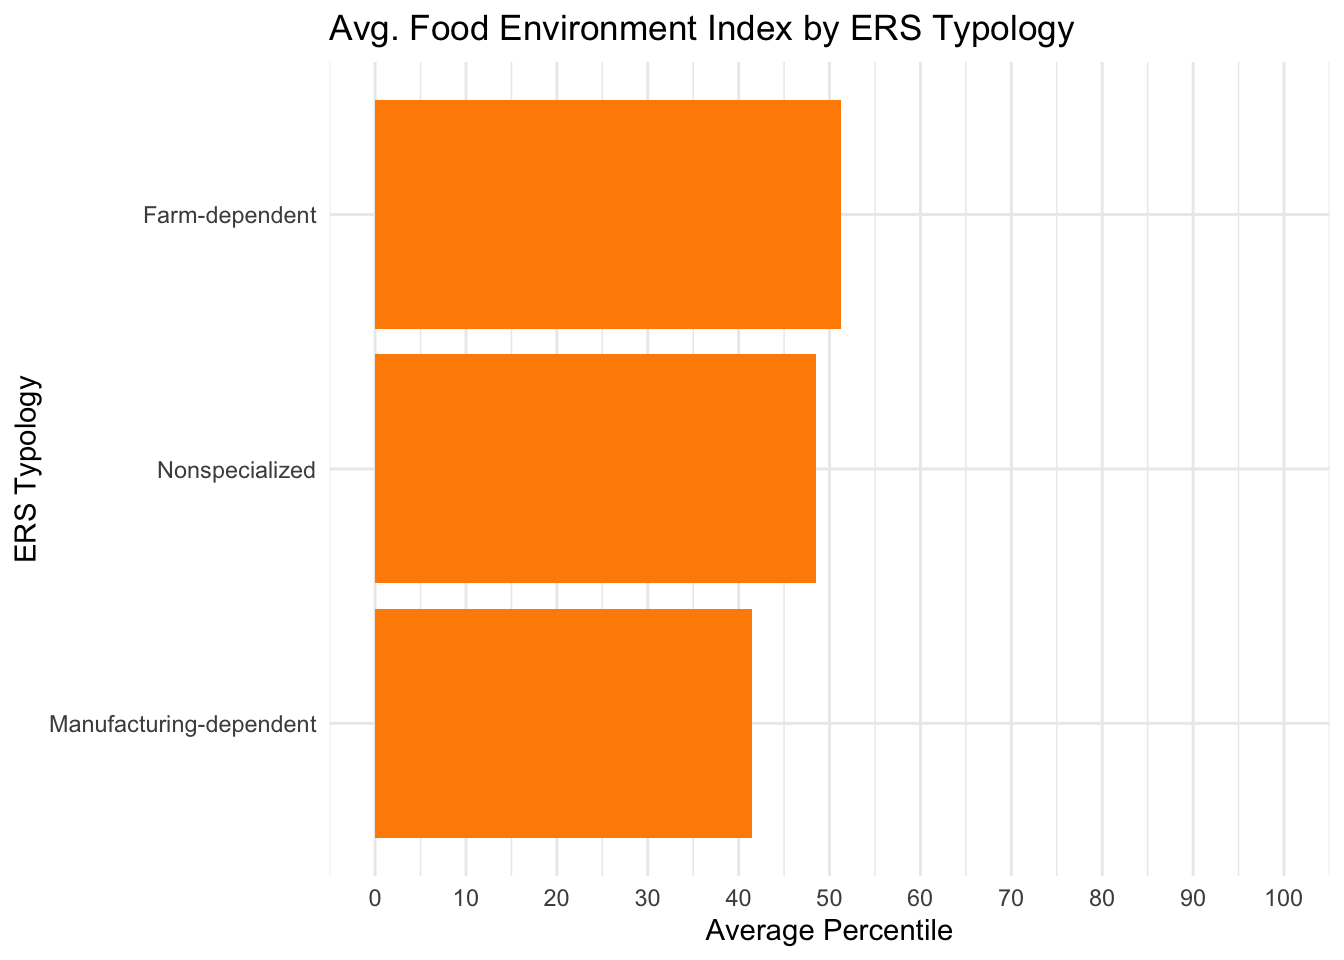 Avg. Food Environment Index by ERS Typology
ERS Typology
Farm-dependent
Nonspecialized
Manufacturing-dependent
0 10 20 30 40 50 60 70 80 90 100
Average Percentile